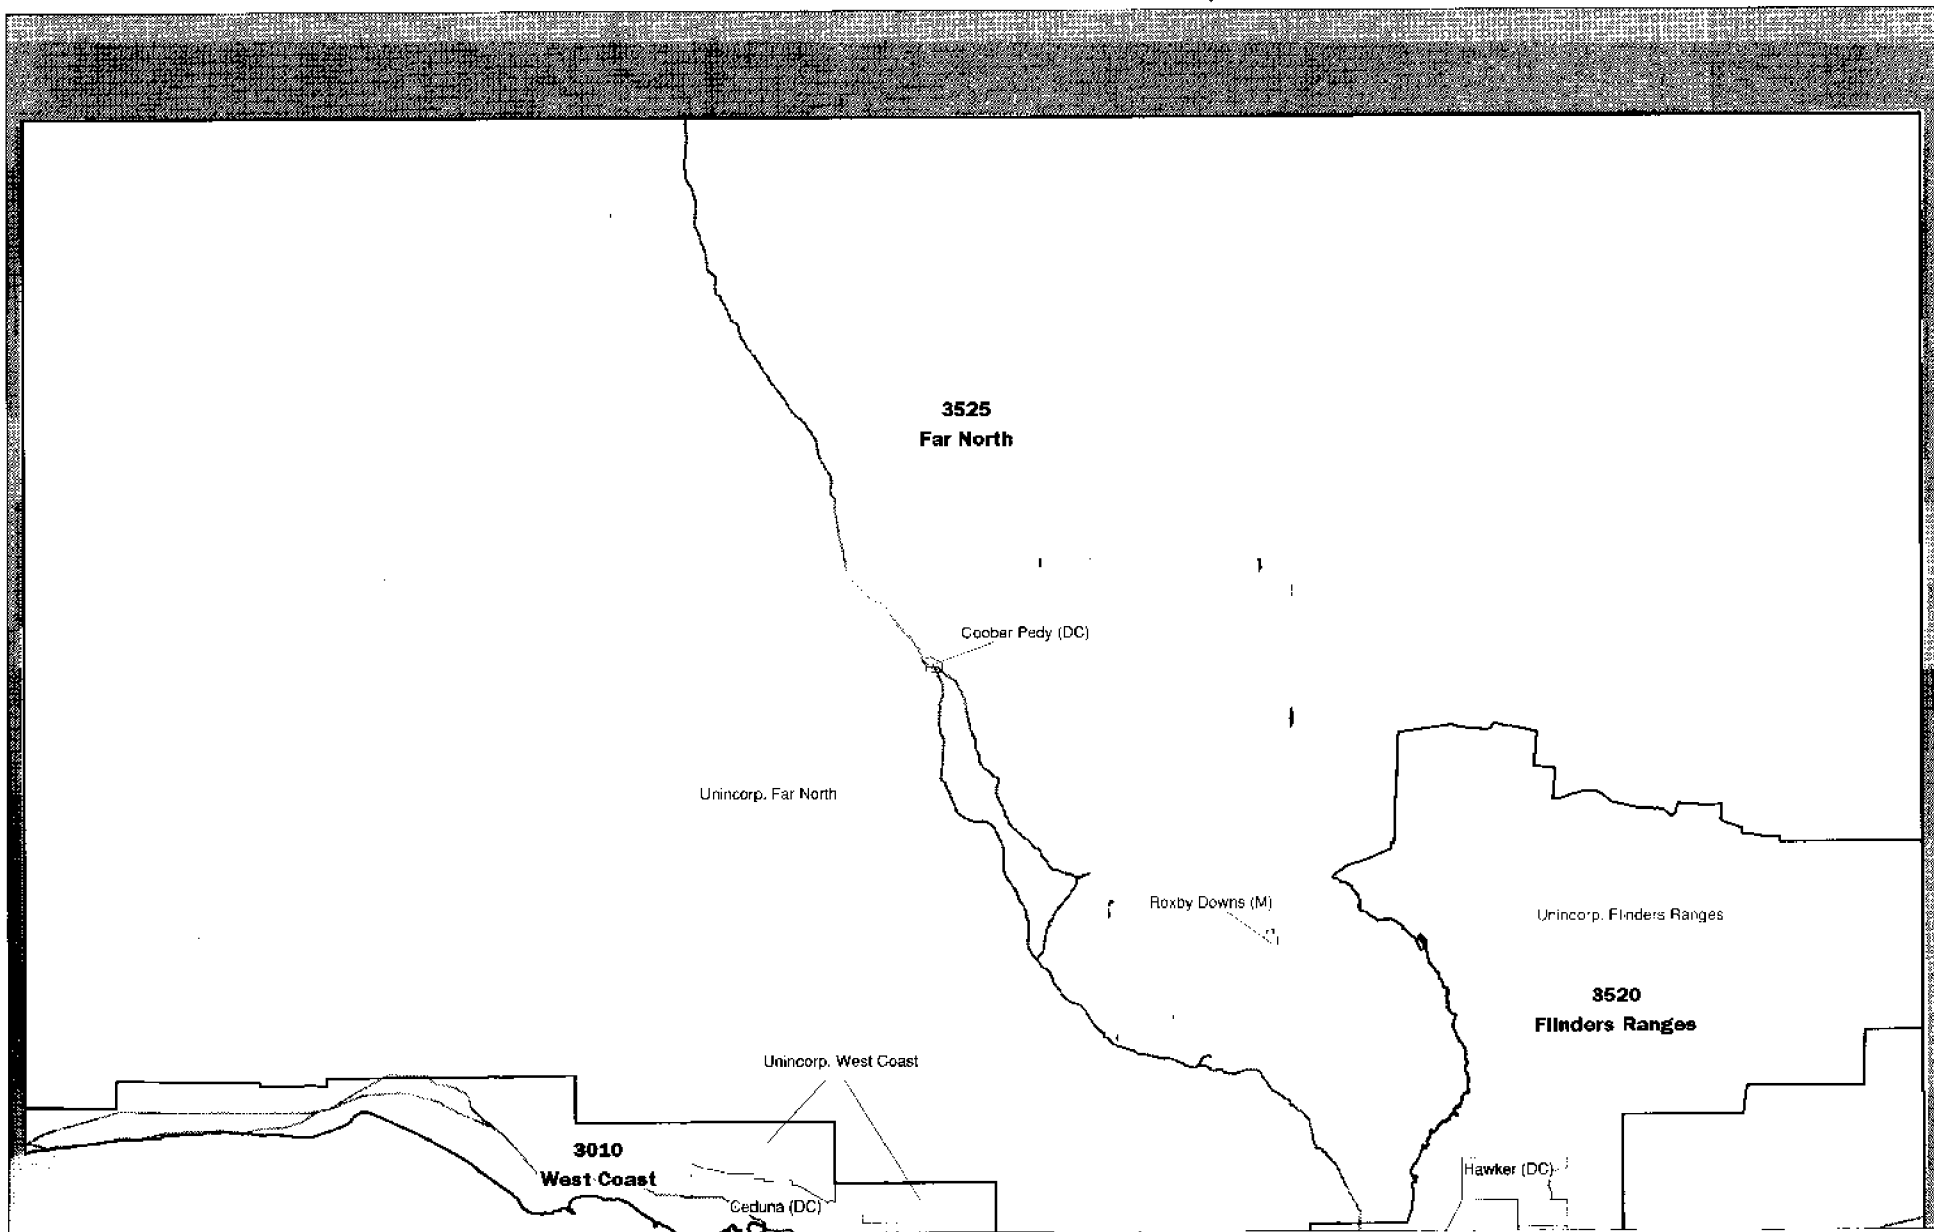 3525
Far North
Coober Pedy (DC)
Unincorp. Far North
Roxby Downs (M)
Unincorp. Flinders Ranges
3520
Flinders Ranges
Unincorp. West Coast
3010
West Coast
Hawker (DC)
Ceduna (DC)